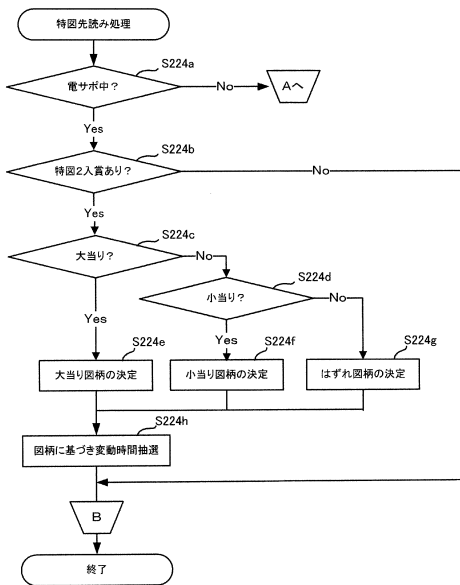 特図先読み処理
S224a
電サポ中？
No
Aへ
Yes
S224b
特図2入賞あり？
No
Yes
S224c
大当り？
No
S224d
小当り？
No
Yes
Yes
S224e
大当り図柄の決定
S224f
小当り図柄の決定
S224g
はずれ図柄の決定
S224h
図柄に基づき変動時間抽選
B
終了